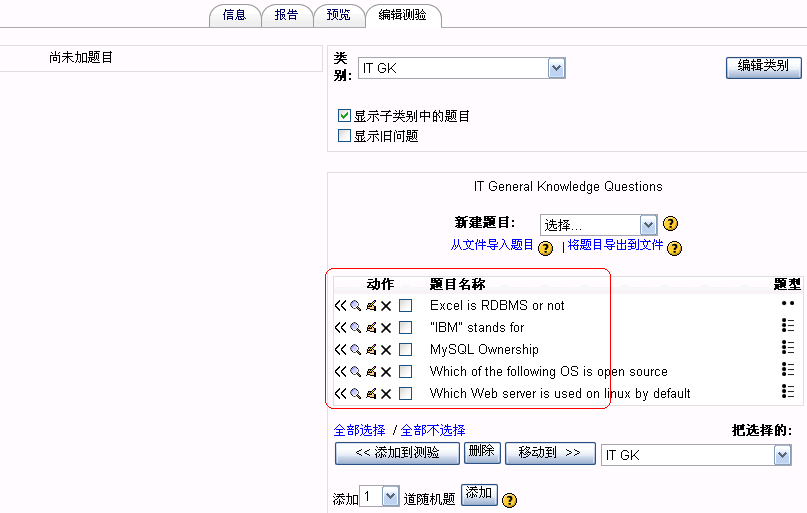 信息 报告 预览 编辑测验
尚未加题目
类别: IT GK 编辑类别
显示子类别中的题目
显示旧问题
IT General Knowledge Questions
新建题目: 选择...
从文件导入题目 | 将题目导出到文件
动作 题目名称 题型
Excel is RDBMS or not
"IBM" stands for
MySQL Ownership
Which of the following OS is open source
Which Web server is used on linux by default
全部选择 / 全部不选择 把选择的:
<< 添加到测验 删除 移动到 >> IT GK
添加 1 道随机题 添加